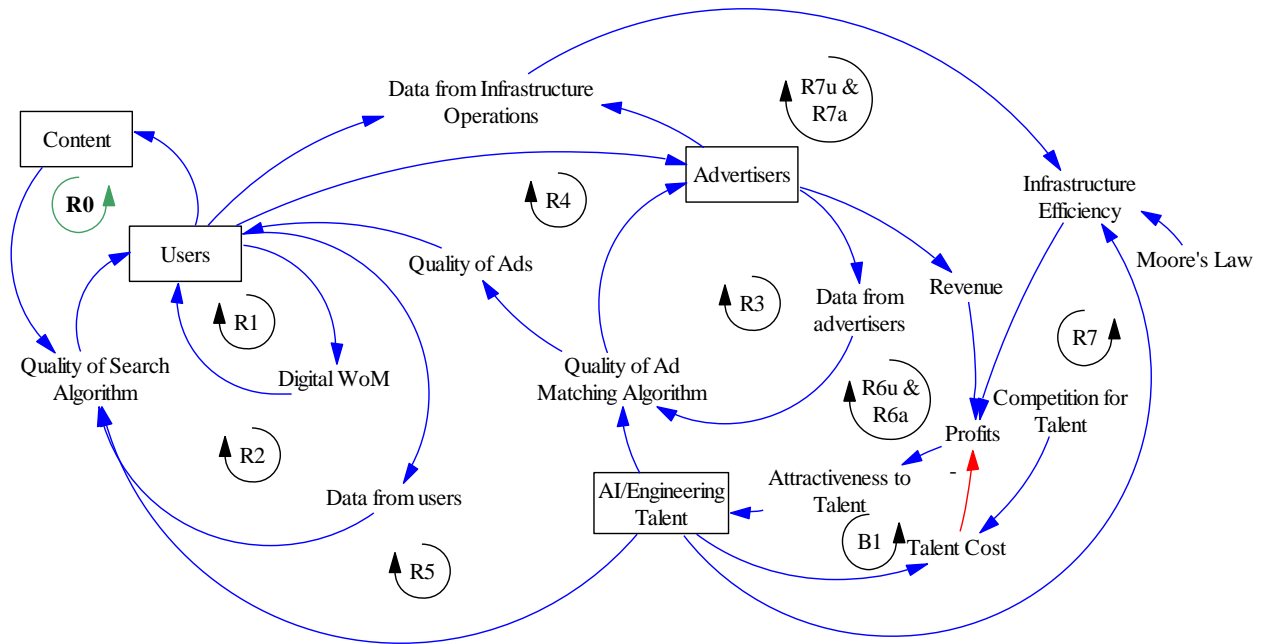 Data from Infrastructure
Operations
R7u &
R7a
Content
R0
Advertisers
Infrastructure
Efficiency
R4
Users
Quality of Ads
Moore's Law
Revenue
Data from
advertisers
R1
R3
R7
Quality of Search
Algorithm
Digital WoM
Quality of Ad
Matching Algorithm
R6u &
R6a
Competition for
Talent
Profits
R2
-
Attractiveness to
Talent
AI/Engineering
Talent
Data from users
B1
Talent Cost
R5